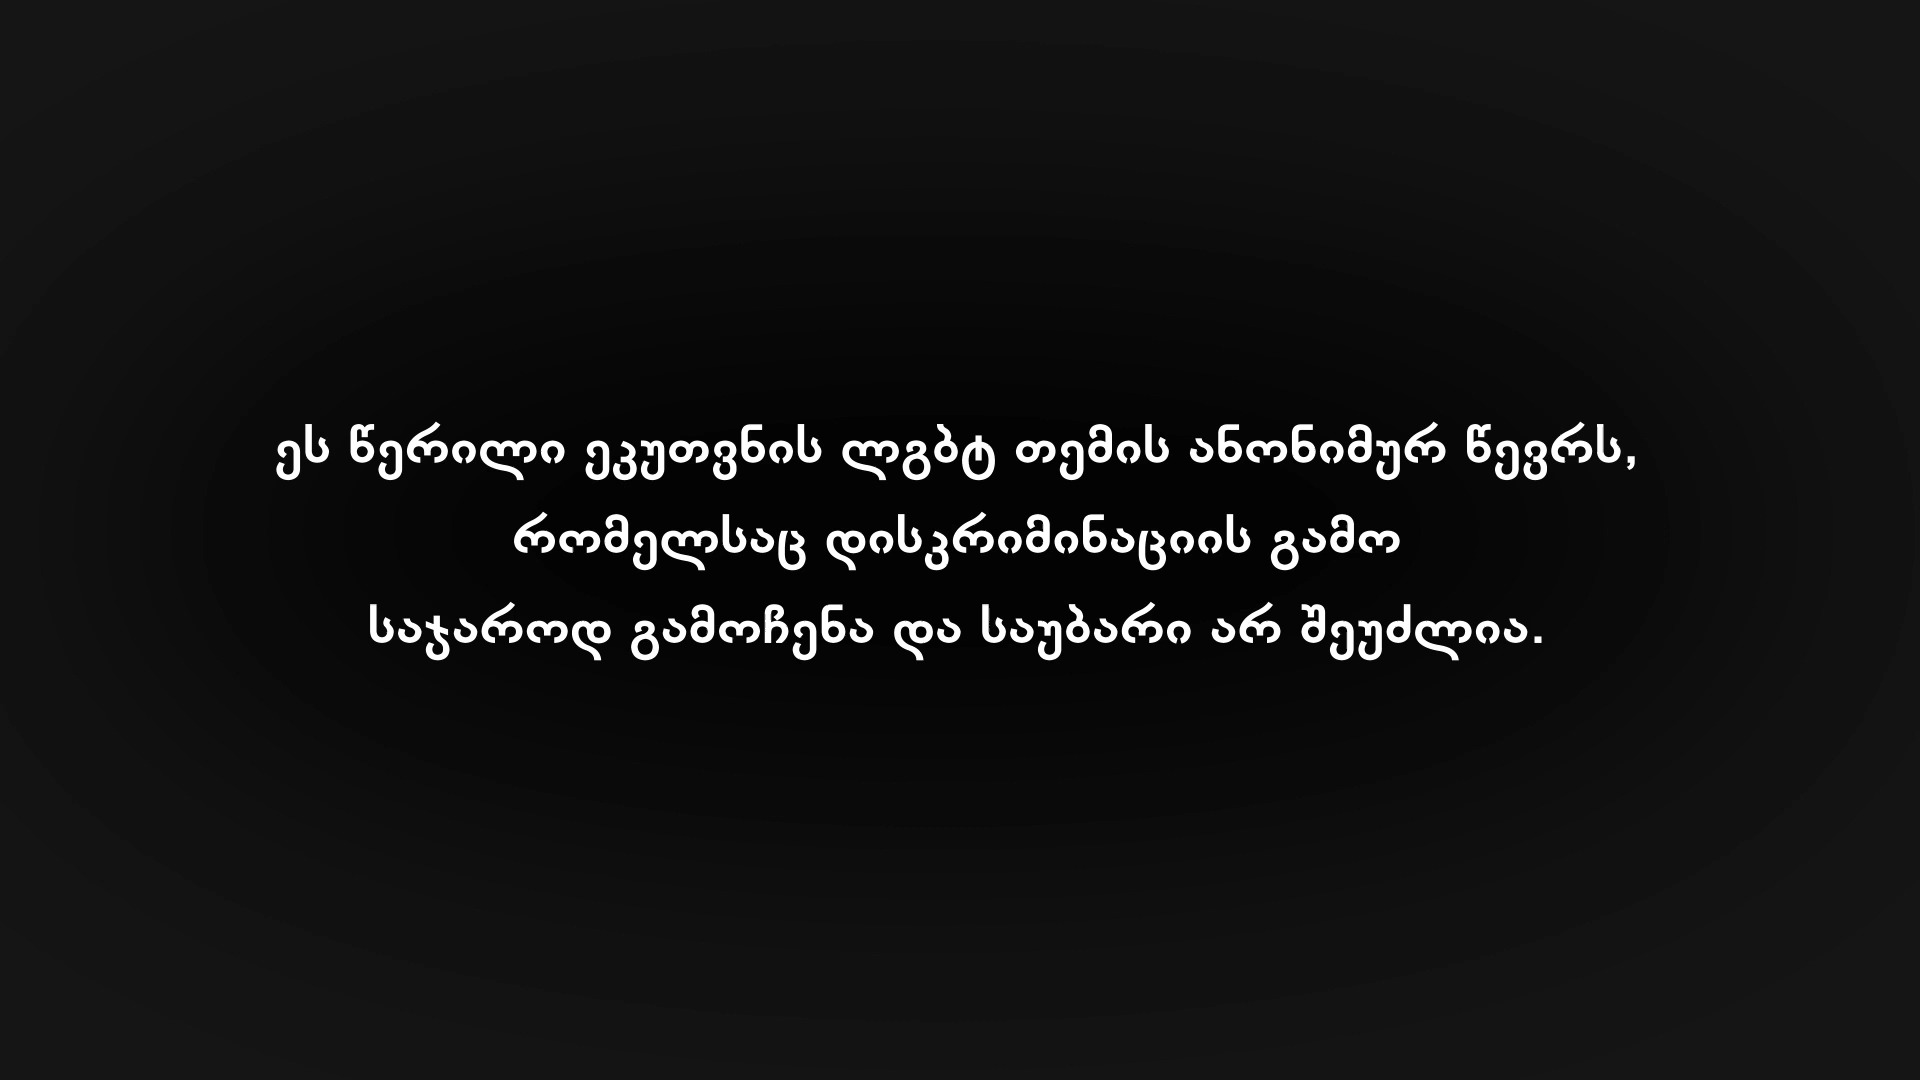 ეს წერილი ეკუთვნის ლგბტ თემის ანონიმურ წევრს,
რომელსაც დისკრიმინაციის გამო
საჯაროდ გამოჩენა და საუბარი არ შეუძლია.